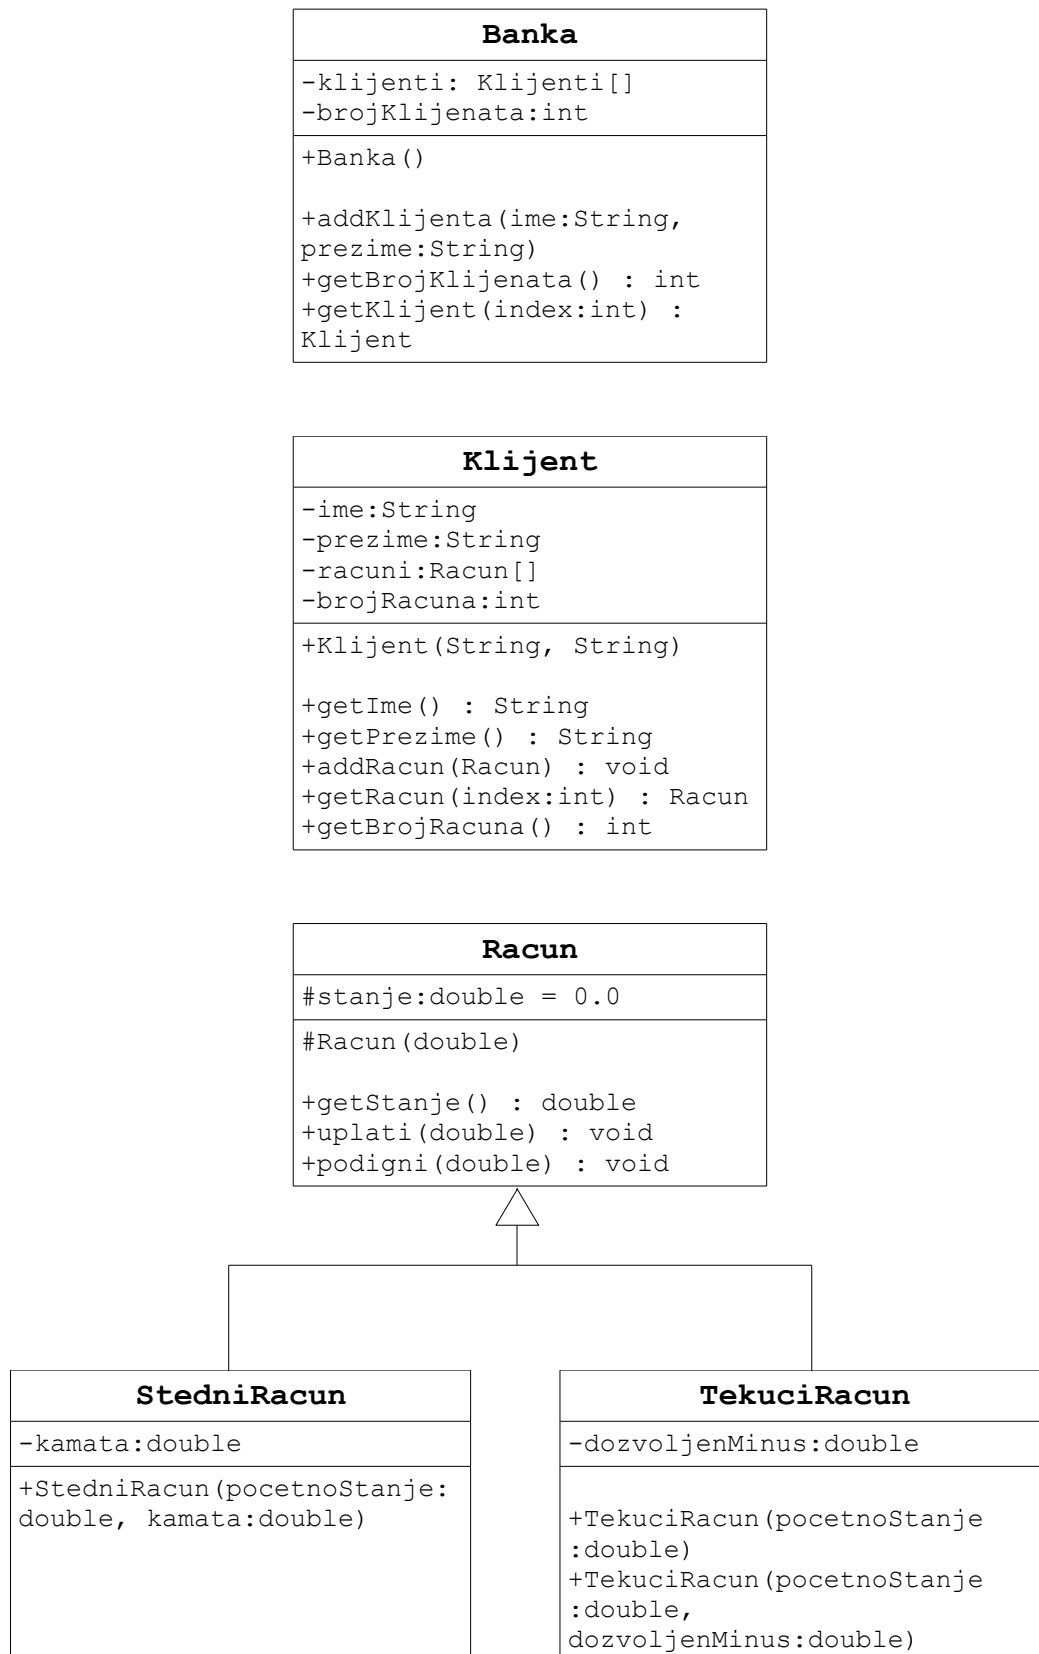 Banka
-klijenti: Klijenti[]
-brojKlijenata:int
+Banka()
+addKlijenta(ime:String,
prezime:String)
+getBrojKlijenata() : int
+getKlijent(index:int) :
Klijent
Klijent
-ime:String
-prezime:String
-racuni:Racun[]
-brojRacuna:int
+Klijent(String, String)
+getIme() : String
+getPrezime() : String
+addRacun(Racun) : void
+getRacun(index:int) : Racun
+getBrojRacuna() : int
Racun
#stanje:double = 0.0
#Racun(double)
+getStanje() : double
+uplati(double) : void
+podigni(double) : void
StedniRacun
-kamata:double
+StedniRacun(pocetnoStanje:
double, kamata:double)
TekuciRacun
-dozvoljenMinus:double
+TekuciRacun(pocetnoStanje
:double)
+TekuciRacun(pocetnoStanje
:double,
dozvoljenMinus:double)